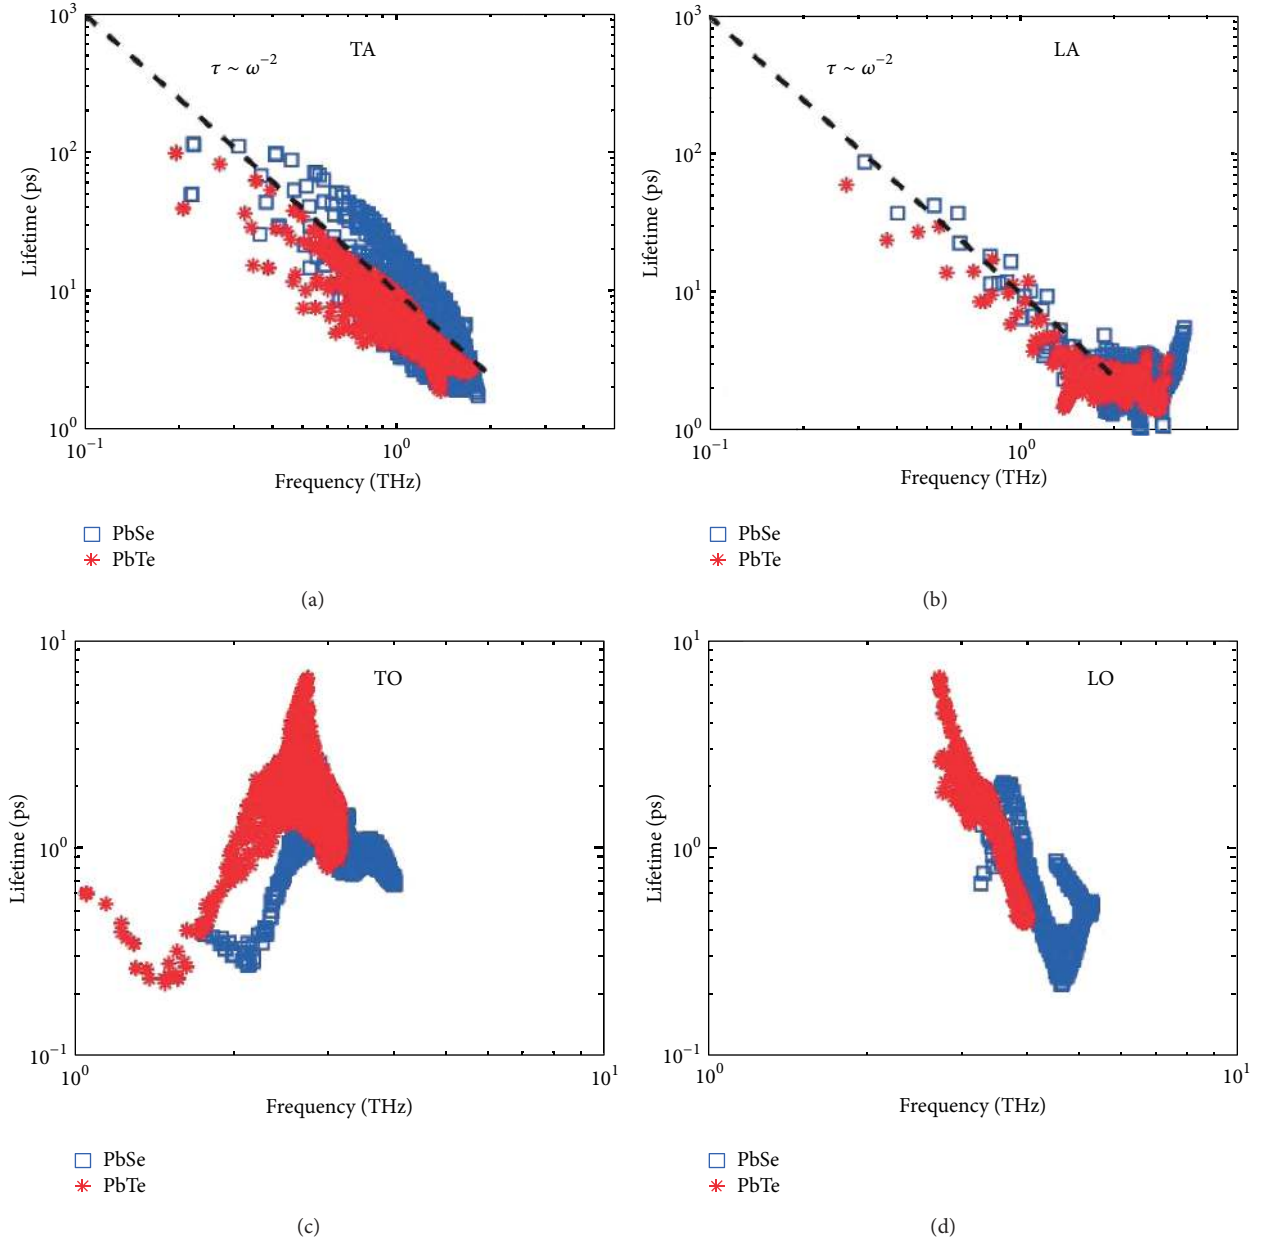 10³
TA
τ ~ ω⁻²
10²
Lifetime (ps)
10¹
10⁰
10⁻¹
10⁰
Frequency (THz)
PbSe
PbTe
(a)
10³
LA
τ ~ ω⁻²
10²
Lifetime (ps)
10¹
10⁰
10⁻¹
10⁰
Frequency (THz)
PbSe
PbTe
(b)
10¹
TO
Lifetime (ps)
10⁰
10⁻¹
10⁰
10¹
Frequency (THz)
PbSe
PbTe
(c)
10¹
LO
Lifetime (ps)
10⁰
10⁻¹
10⁰
10¹
Frequency (THz)
PbSe
PbTe
(d)